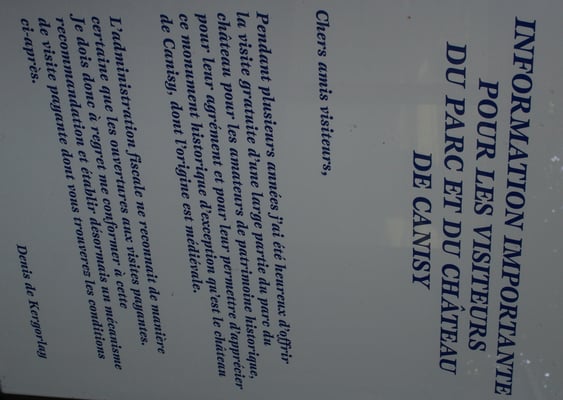 INFORMATION IMPORTANTE
POUR LES VISITEURS
DU PARC ET DU CHÂTEAU
DE CANISY
Chers amis visiteurs,
Pendant plusieurs années j'ai été heureux d'offrir
la visite gratuite d'une large partie du parc du
château pour les amateurs de patrimoine historique,
pour leur agrément et pour leur permettre d'apprécier
ce monument historique d'exception qu'est le château
de Canisy, dont l'origine est médiévale.
L'administration fiscale ne reconnait de manière
certaine que les ouvertures aux visites payantes.
Je dois donc à regret me conformer à cette
recommandation et établir désormais un mécanisme
de visite payante dont vous trouverez les conditions
ci-après.
Denis de Kergorlay